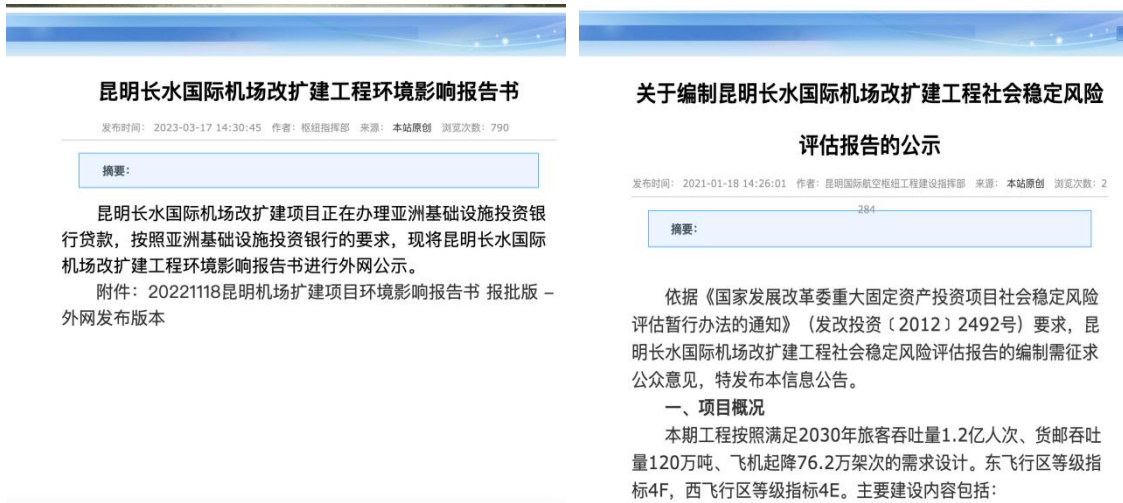 昆明长水国际机场改扩建工程环境影响报告书
发布时间： 2023-03-17 14:30:45 作者：枢纽指挥部 来源： 本站原创 浏览次数：790
摘要：
昆明长水国际机场改扩建项目正在办理亚洲基础设施投资银
行贷款，按照亚洲基础设施投资银行的要求，现将昆明长水国际
机场改扩建工程环境影响报告书进行外网公示。
附件：20221118昆明机场扩建项目环境影响报告书 报批版 –
外网发布版本
关于编制昆明长水国际机场改扩建工程社会稳定风险
评估报告的公示
发布时间： 2021-01-18 14:26:01 作者：昆明国际航空枢纽工程建设指挥部 来源： 本站原创 浏览次数：2
284
摘要：
依据《国家发展改革委重大固定资产投资项目社会稳定风险
评估暂行办法的通知》（发改投资〔2012〕2492号）要求，昆
明长水国际机场改扩建工程社会稳定风险评估报告的编制需征求
公众意见，特发布本信息公告。
一、项目概况
本期工程按照满足2030年旅客吞吐量1.2亿人次、货邮吞吐
量120万吨、飞机起降76.2万架次的需求设计。东飞行区等级指
标4F，西飞行区等级指标4E。主要建设内容包括：